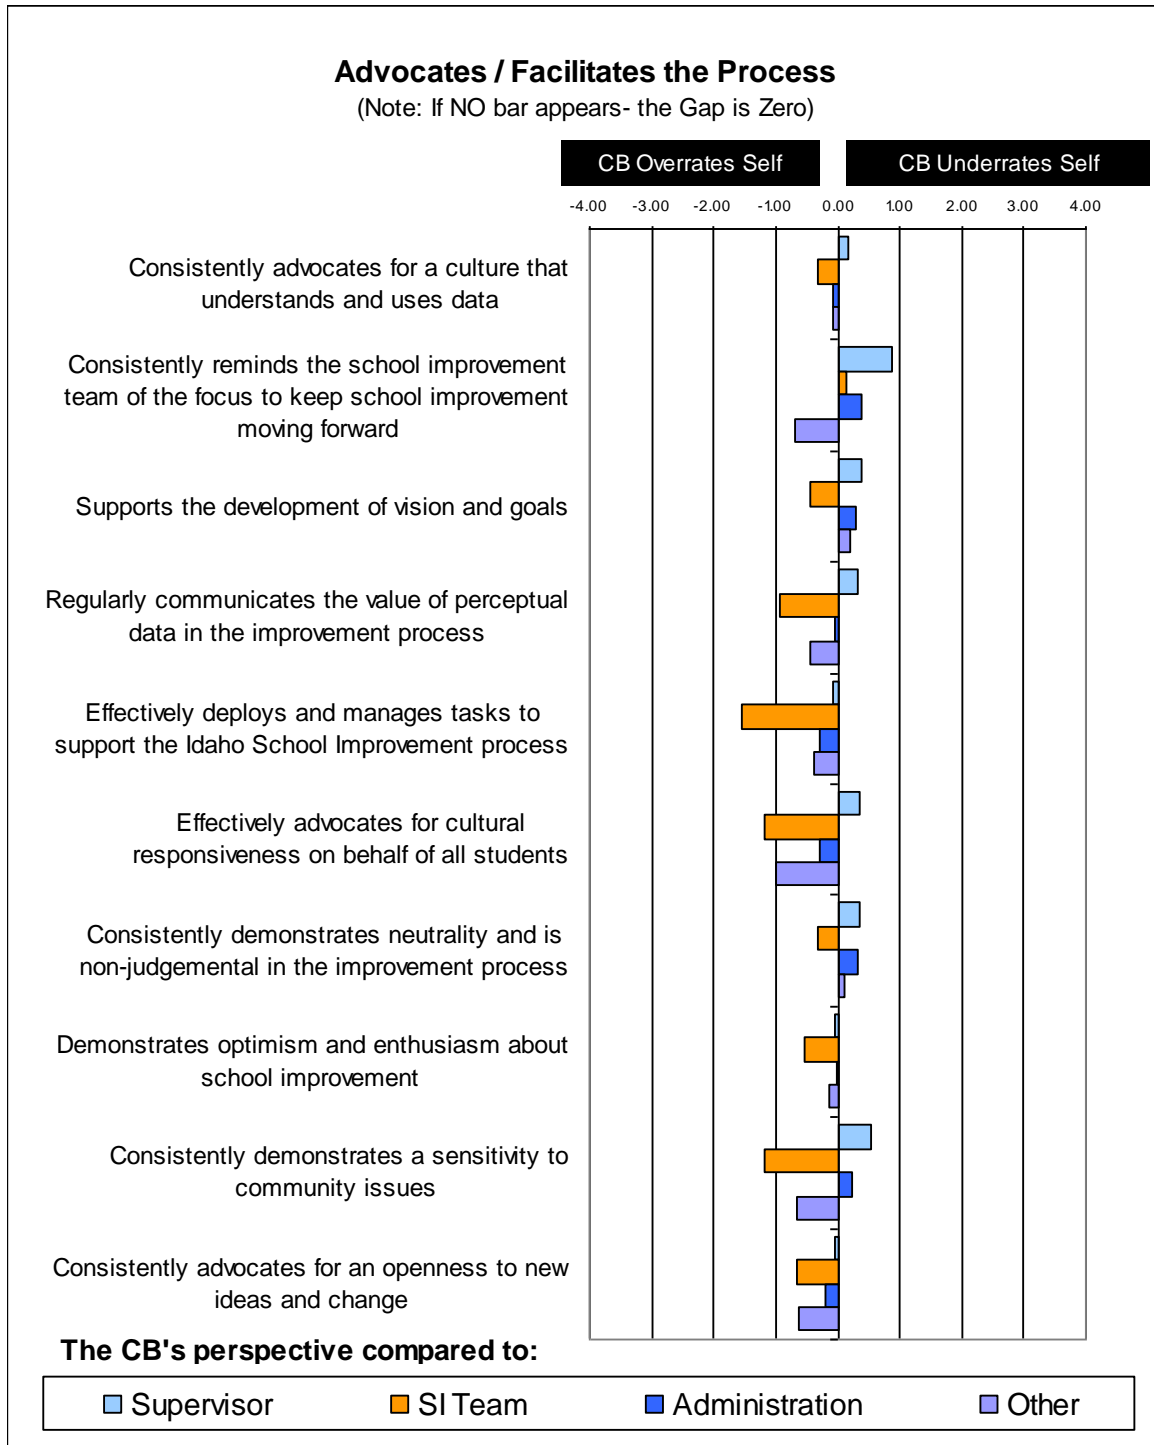 Advocates / Facilitates the Process
(Note: If NO bar appears- the Gap is Zero)
CB Overrates Self
CB Underrates Self
-4.00 -3.00 -2.00 -1.00 0.00 1.00 2.00 3.00 4.00
Consistently advocates for a culture that
understands and uses data
Consistently reminds the school improvement
team of the focus to keep school improvement
moving forward
Supports the development of vision and goals
Regularly communicates the value of perceptual
data in the improvement process
Effectively deploys and manages tasks to
support the Idaho School Improvement process
Effectively advocates for cultural
responsiveness on behalf of all students
Consistently demonstrates neutrality and is
non-judgemental in the improvement process
Demonstrates optimism and enthusiasm about
school improvement
Consistently demonstrates a sensitivity to
community issues
Consistently advocates for an openness to new
ideas and change
The CB's perspective compared to:
Supervisor SI Team Administration Other